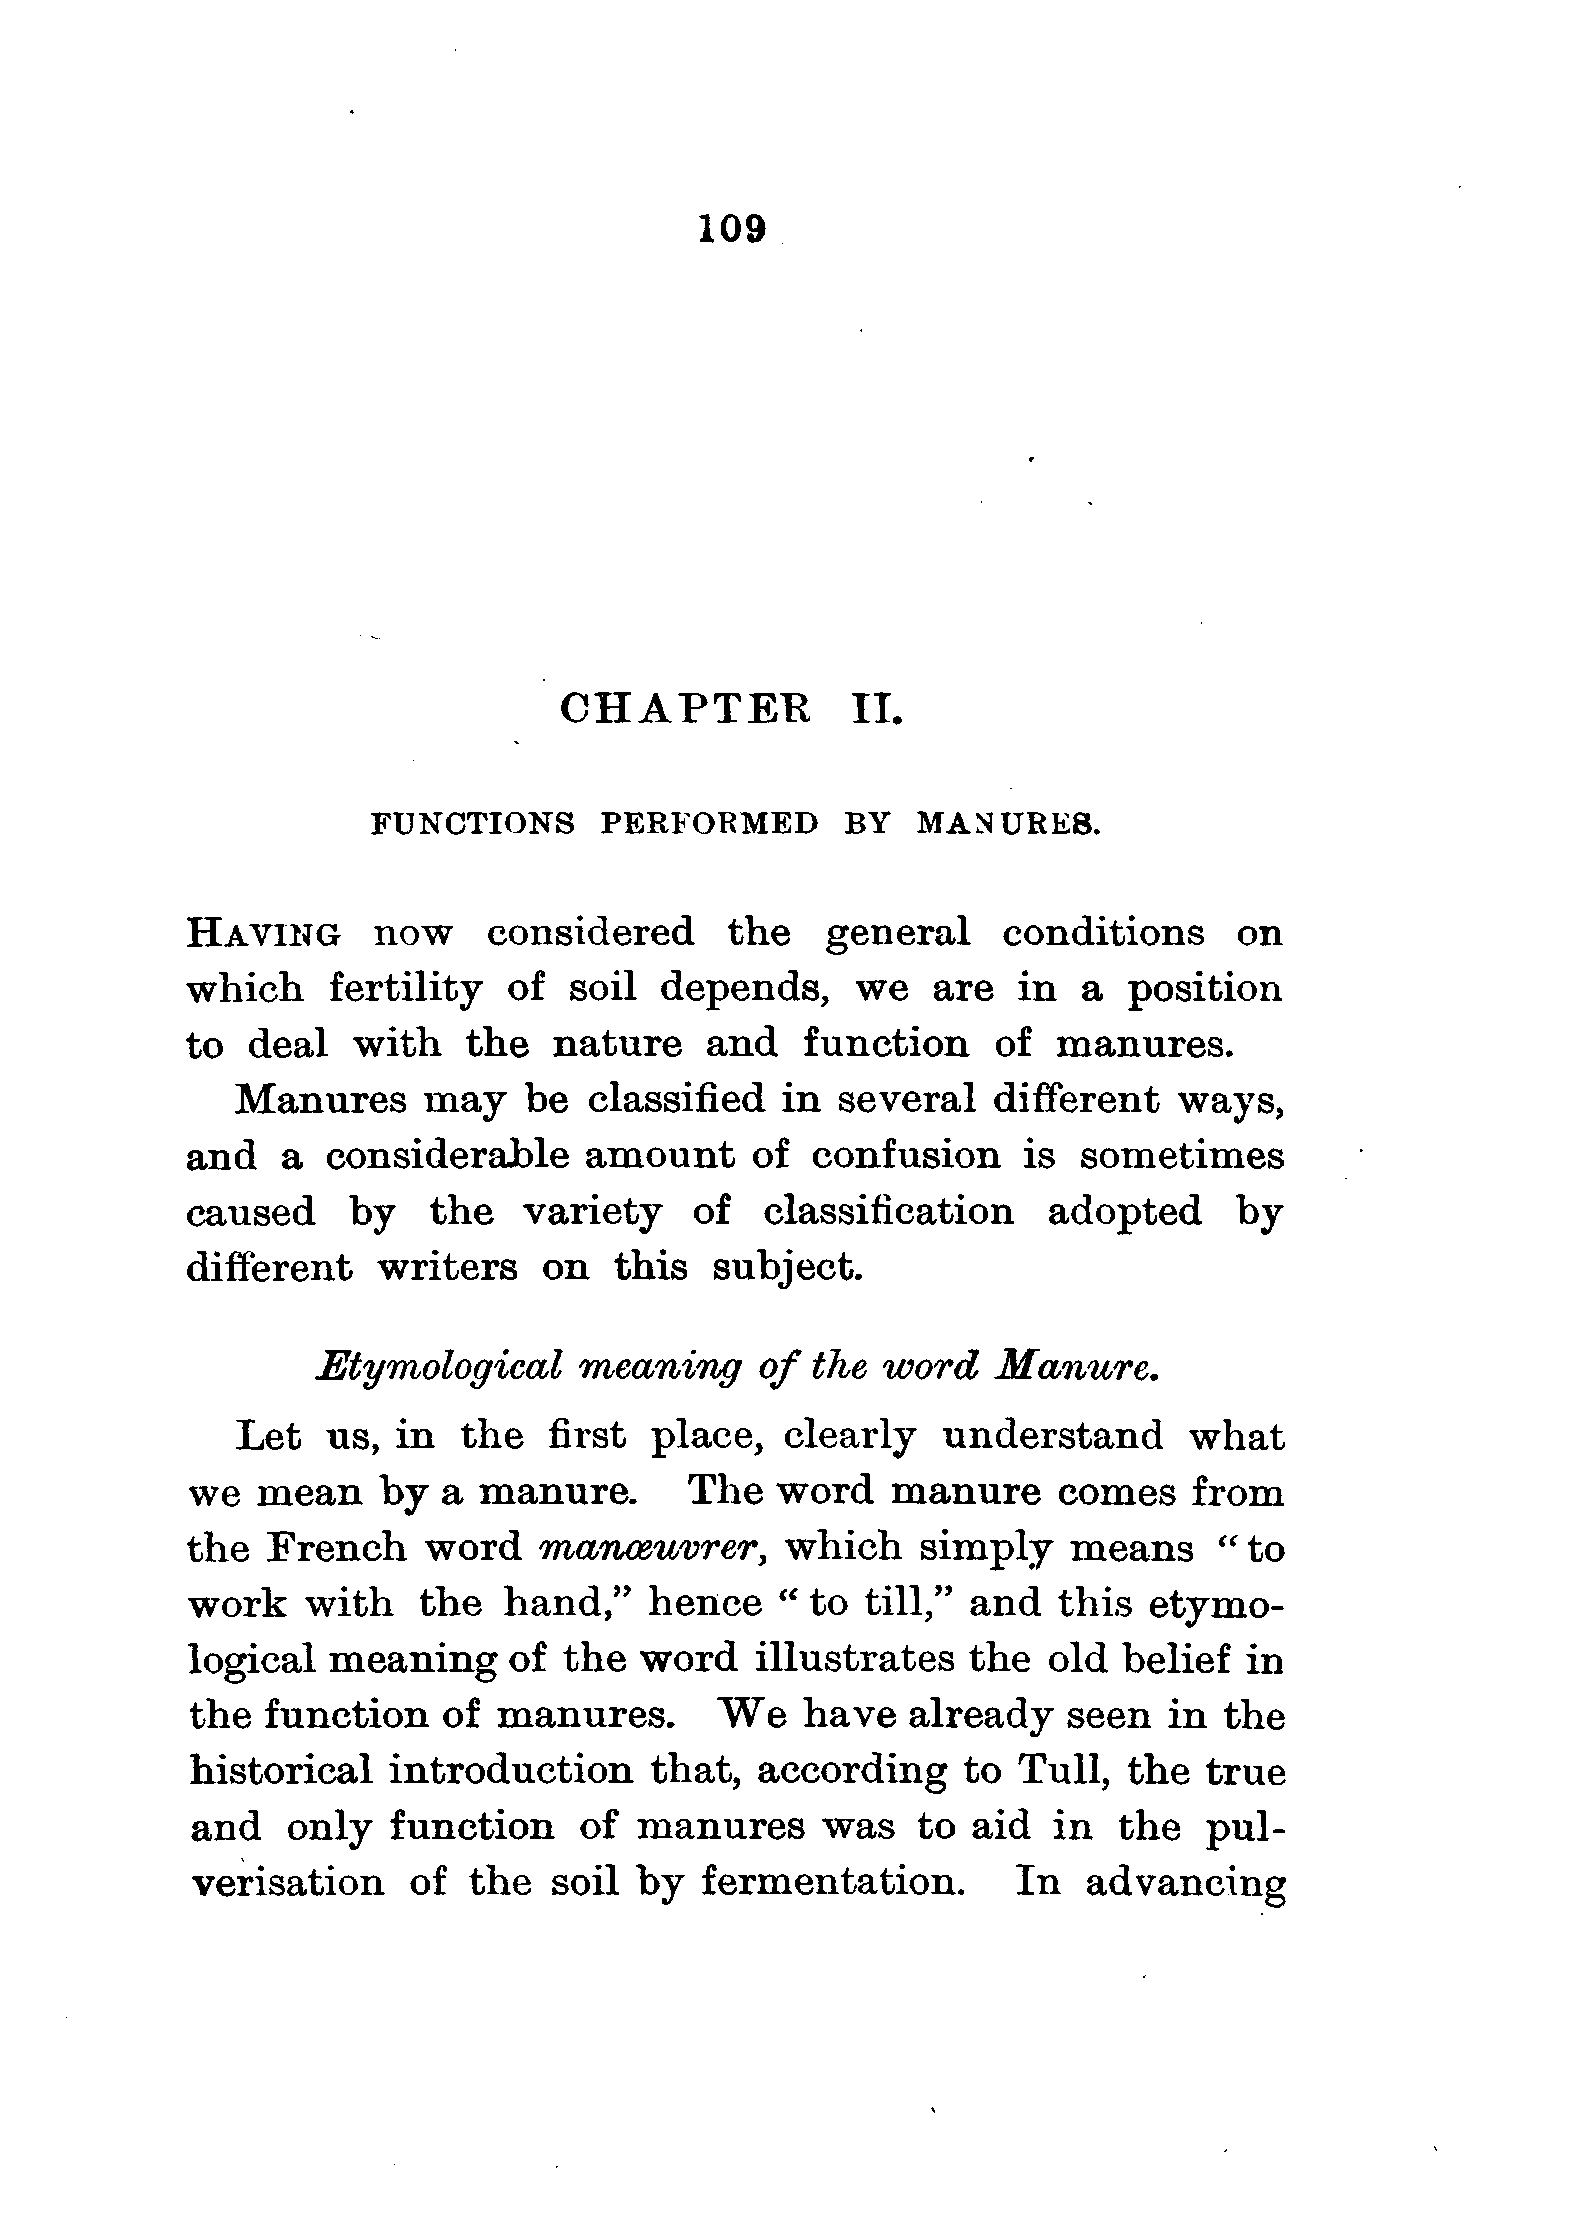 109
CHAPTER II.
FUNCTIONS PERFORMED BY MANURES.
HAVING now considered the general conditions on
which fertility of soil depends, we are in a position
to deal with the nature and function of manures.
Manures may be classified in several different ways,
and a considerable amount of confusion is sometimes
caused by the variety of classification adopted by
different writers on this subject.
Etymological meaning of the word Manure.
Let us, in the first place, clearly understand what
we mean by a manure. The word manure comes from
the French word manœuvrer, which simply means “to
work with the hand,” hence “to till,” and this etymo-
logical meaning of the word illustrates the old belief in
the function of manures. We have already seen in the
historical introduction that, according to Tull, the true
and only function of manures was to aid in the pul-
verisation of the soil by fermentation. In advancing